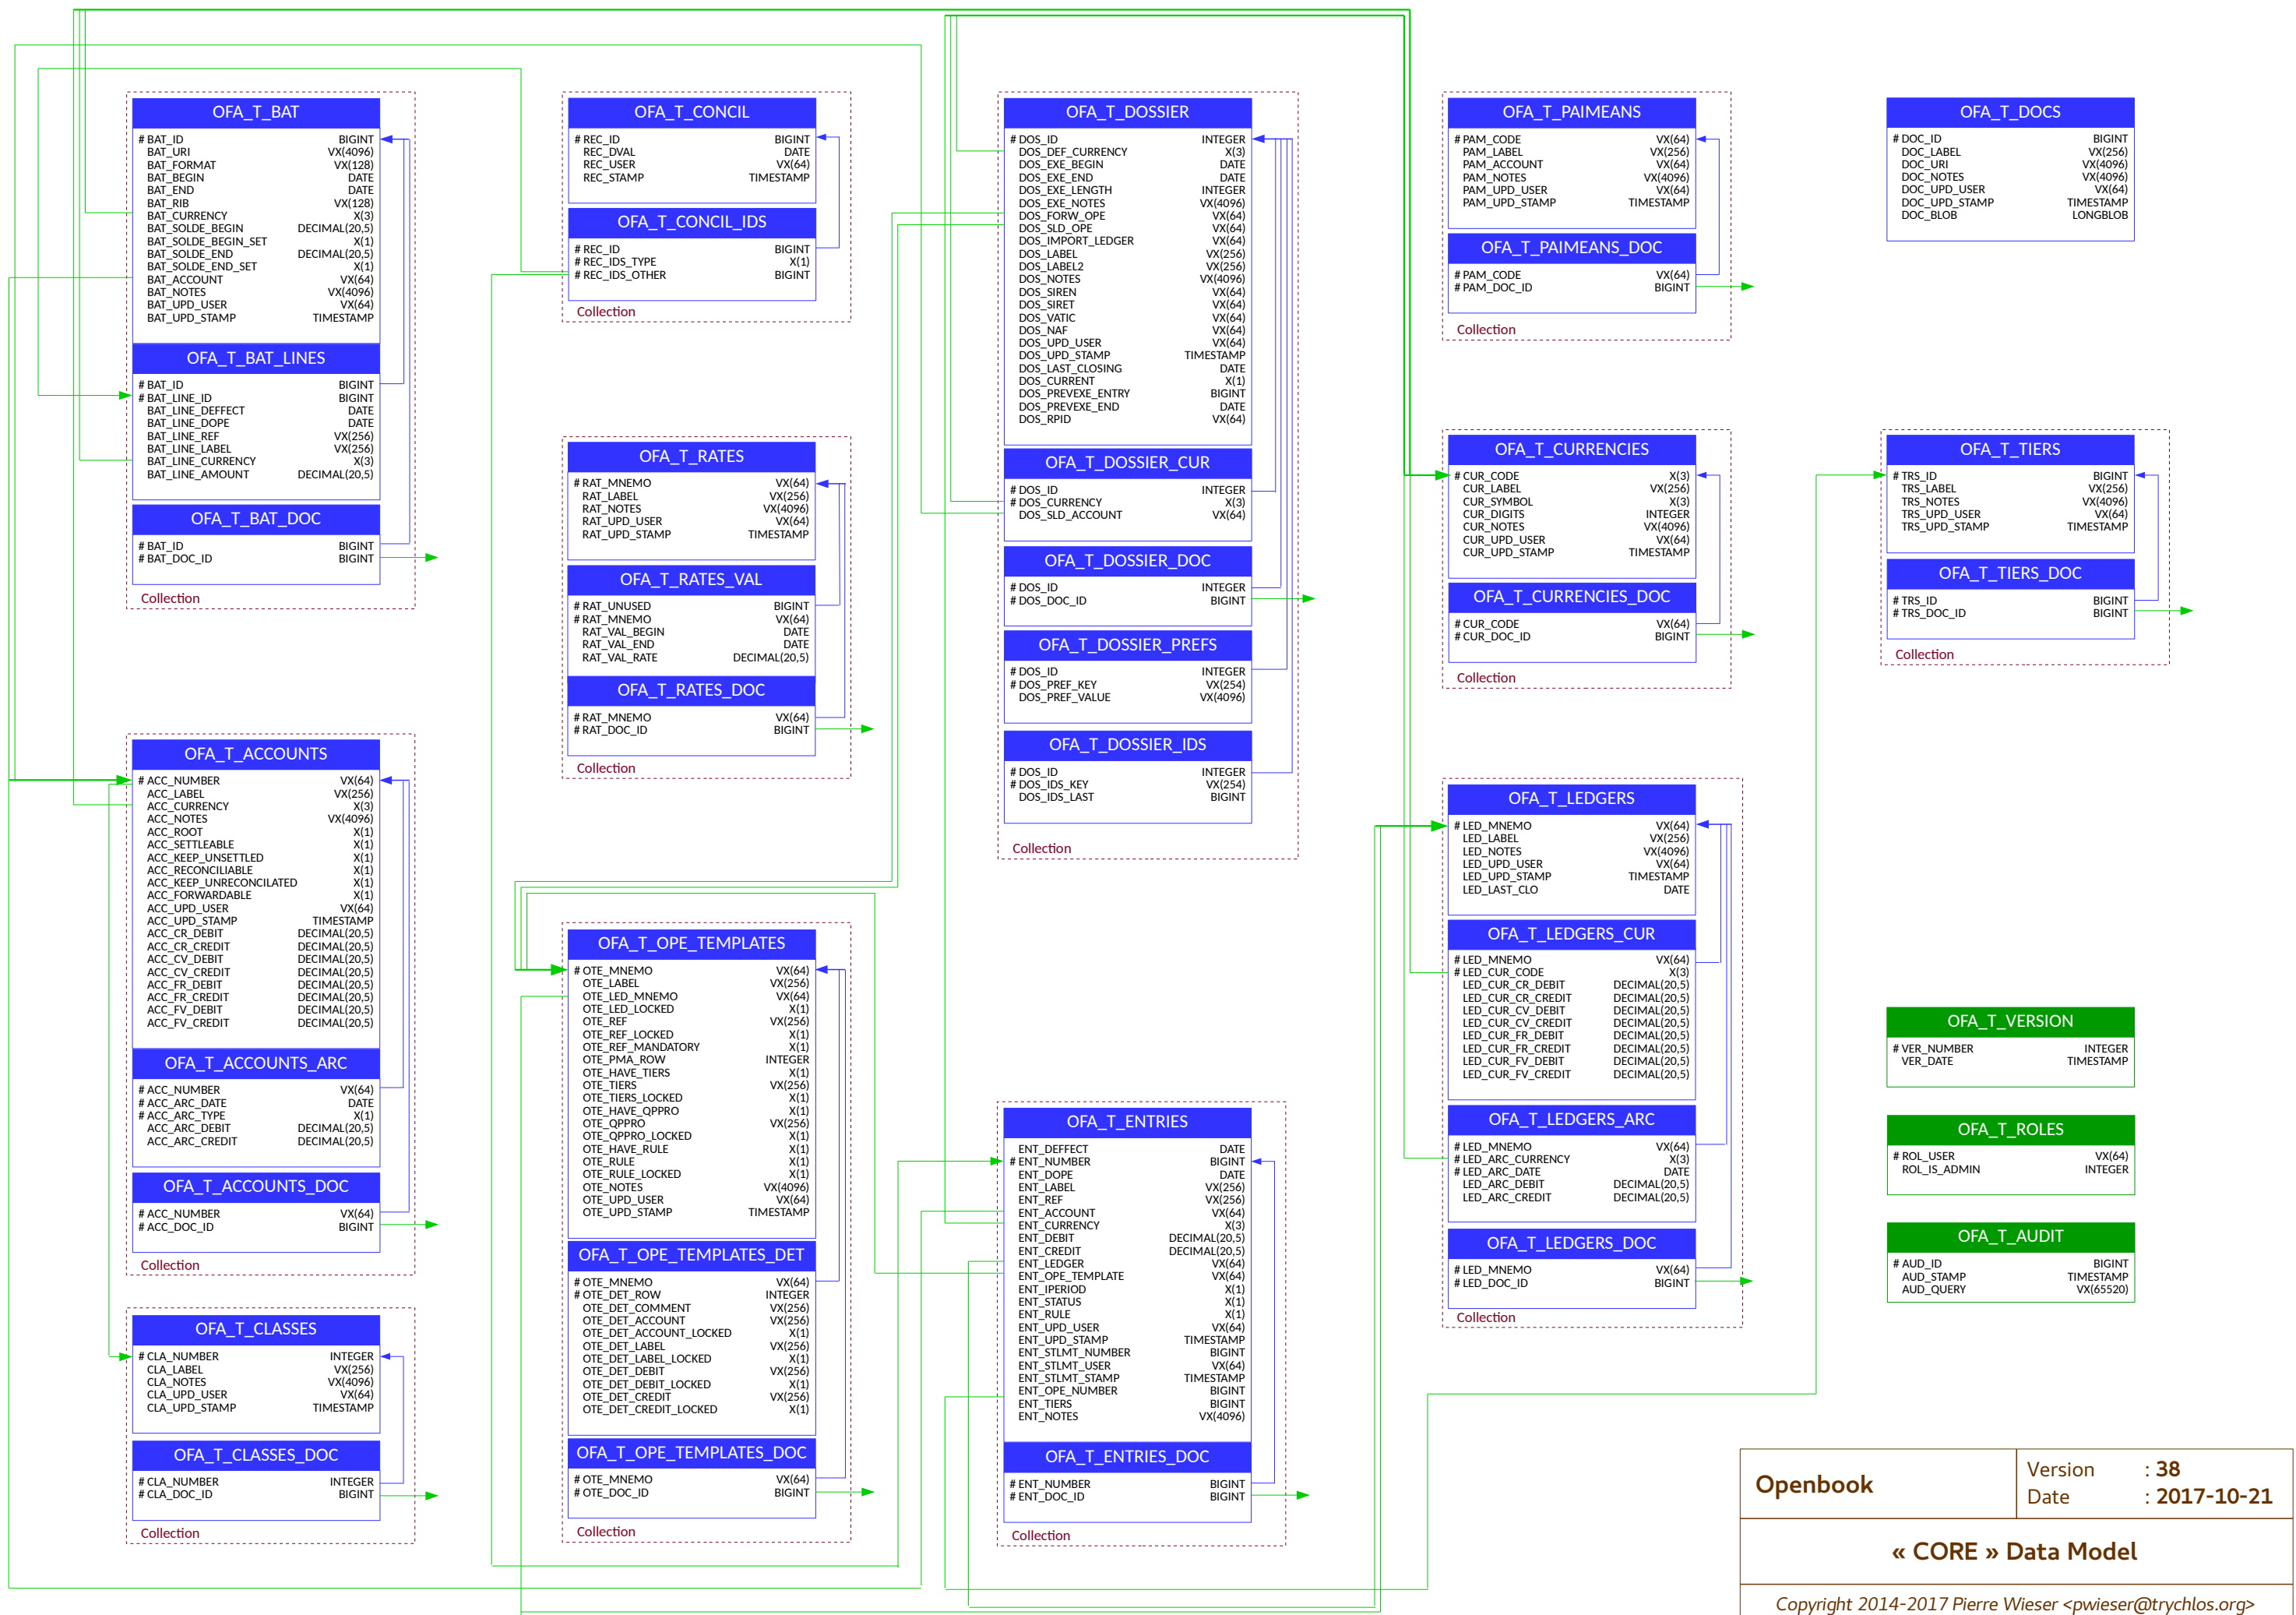 OFA_T_BAT
# BAT_ID BIGINT
BAT_URI VX(4096)
BAT_FORMAT VX(128)
BAT_BEGIN DATE
BAT_END DATE
BAT_RIB VX(128)
BAT_CURRENCY X(3)
BAT_SOLDE_BEGIN DECIMAL(20,5)
BAT_SOLDE_BEGIN_SET X(1)
BAT_SOLDE_END DECIMAL(20,5)
BAT_SOLDE_END_SET X(1)
BAT_ACCOUNT VX(64)
BAT_NOTES VX(4096)
BAT_UPD_USER VX(64)
BAT_UPD_STAMP TIMESTAMP
OFA_T_BAT_LINES
# BAT_ID BIGINT
# BAT_LINE_ID BIGINT
BAT_LINE_DEFFECT DATE
BAT_LINE_DOPE DATE
BAT_LINE_REF VX(256)
BAT_LINE_LABEL VX(256)
BAT_LINE_CURRENCY X(3)
BAT_LINE_AMOUNT DECIMAL(20,5)
OFA_T_BAT_DOC
# BAT_ID BIGINT
# BAT_DOC_ID BIGINT
Collection
OFA_T_ACCOUNTS
# ACC_NUMBER VX(64)
ACC_LABEL VX(256)
ACC_CURRENCY X(3)
ACC_NOTES VX(4096)
ACC_ROOT X(1)
ACC_SETTLEABLE X(1)
ACC_KEEP_UNSETTLED X(1)
ACC_RECONCILIABLE X(1)
ACC_KEEP_UNRECONCILATED X(1)
ACC_FORWARDABLE X(1)
ACC_UPD_USER VX(64)
ACC_UPD_STAMP TIMESTAMP
ACC_CR_DEBIT DECIMAL(20,5)
ACC_CR_CREDIT DECIMAL(20,5)
ACC_CV_DEBIT DECIMAL(20,5)
ACC_CV_CREDIT DECIMAL(20,5)
ACC_FR_DEBIT DECIMAL(20,5)
ACC_FR_CREDIT DECIMAL(20,5)
ACC_FV_DEBIT DECIMAL(20,5)
ACC_FV_CREDIT DECIMAL(20,5)
OFA_T_ACCOUNTS_ARC
# ACC_NUMBER VX(64)
# ACC_ARC_DATE DATE
# ACC_ARC_TYPE X(1)
ACC_ARC_DEBIT DECIMAL(20,5)
ACC_ARC_CREDIT DECIMAL(20,5)
OFA_T_ACCOUNTS_DOC
# ACC_NUMBER VX(64)
# ACC_DOC_ID BIGINT
Collection
OFA_T_CLASSES
# CLA_NUMBER INTEGER
CLA_LABEL VX(256)
CLA_NOTES VX(4096)
CLA_UPD_USER VX(64)
CLA_UPD_STAMP TIMESTAMP
OFA_T_CLASSES_DOC
# CLA_NUMBER INTEGER
# CLA_DOC_ID BIGINT
Collection
OFA_T_CONCIL
# REC_ID BIGINT
REC_DVAL DATE
REC_USER VX(64)
REC_STAMP TIMESTAMP
OFA_T_CONCIL_IDS
# REC_ID BIGINT
# REC_IDS_TYPE X(1)
# REC_IDS_OTHER BIGINT
Collection
OFA_T_RATES
# RAT_MNEMO VX(64)
RAT_LABEL VX(256)
RAT_NOTES VX(4096)
RAT_UPD_USER VX(64)
RAT_UPD_STAMP TIMESTAMP
OFA_T_RATES_VAL
# RAT_UNUSED BIGINT
# RAT_MNEMO VX(64)
RAT_VAL_BEGIN DATE
RAT_VAL_END DATE
RAT_VAL_RATE DECIMAL(20,5)
OFA_T_RATES_DOC
# RAT_MNEMO VX(64)
# RAT_DOC_ID BIGINT
Collection
OFA_T_OPE_TEMPLATES
# OTE_MNEMO VX(64)
OTE_LABEL VX(256)
OTE_LED_MNEMO VX(64)
OTE_LED_LOCKED X(1)
OTE_REF VX(256)
OTE_REF_LOCKED X(1)
OTE_REF_MANDATORY X(1)
OTE_PMA_ROW INTEGER
OTE_HAVE_TIERS X(1)
OTE_TIERS VX(256)
OTE_TIERS_LOCKED X(1)
OTE_HAVE_QPPRO X(1)
OTE_QPPRO VX(256)
OTE_QPPRO_LOCKED X(1)
OTE_HAVE_RULE X(1)
OTE_RULE X(1)
OTE_RULE_LOCKED X(1)
OTE_NOTES VX(4096)
OTE_UPD_USER VX(64)
OTE_UPD_STAMP TIMESTAMP
OFA_T_OPE_TEMPLATES_DET
# OTE_MNEMO VX(64)
# OTE_DET_ROW INTEGER
OTE_DET_COMMENT VX(256)
OTE_DET_ACCOUNT VX(256)
OTE_DET_ACCOUNT_LOCKED X(1)
OTE_DET_LABEL VX(256)
OTE_DET_LABEL_LOCKED X(1)
OTE_DET_DEBIT VX(256)
OTE_DET_DEBIT_LOCKED X(1)
OTE_DET_CREDIT VX(256)
OTE_DET_CREDIT_LOCKED X(1)
OFA_T_OPE_TEMPLATES_DOC
# OTE_MNEMO VX(64)
# OTE_DOC_ID BIGINT
Collection
OFA_T_DOSSIER
# DOS_ID INTEGER
DOS_DEF_CURRENCY X(3)
DOS_EXE_BEGIN DATE
DOS_EXE_END DATE
DOS_EXE_LENGTH INTEGER
DOS_EXE_NOTES VX(4096)
DOS_FORW_OPE VX(64)
DOS_SLD_OPE VX(64)
DOS_IMPORT_LEDGER VX(64)
DOS_LABEL VX(256)
DOS_LABEL2 VX(256)
DOS_NOTES VX(4096)
DOS_SIREN VX(64)
DOS_SIRET VX(64)
DOS_VATIC VX(64)
DOS_NAF VX(64)
DOS_UPD_USER VX(64)
DOS_UPD_STAMP TIMESTAMP
DOS_LAST_CLOSING DATE
DOS_CURRENT X(1)
DOS_PREVEXE_ENTRY BIGINT
DOS_PREVEXE_END DATE
DOS_RPID VX(64)
OFA_T_DOSSIER_CUR
# DOS_ID INTEGER
# DOS_CURRENCY X(3)
DOS_SLD_ACCOUNT VX(64)
OFA_T_DOSSIER_DOC
# DOS_ID INTEGER
# DOS_DOC_ID BIGINT
OFA_T_DOSSIER_PREFS
# DOS_ID INTEGER
# DOS_PREF_KEY VX(254)
DOS_PREF_VALUE VX(4096)
OFA_T_DOSSIER_IDS
# DOS_ID INTEGER
# DOS_IDS_KEY VX(254)
DOS_IDS_LAST BIGINT
Collection
OFA_T_ENTRIES
ENT_DEFFECT DATE
# ENT_NUMBER BIGINT
ENT_DOPE DATE
ENT_LABEL VX(256)
ENT_REF VX(256)
ENT_ACCOUNT VX(64)
ENT_CURRENCY X(3)
ENT_DEBIT DECIMAL(20,5)
ENT_CREDIT DECIMAL(20,5)
ENT_LEDGER VX(64)
ENT_OPE_TEMPLATE VX(64)
ENT_IPERIOD X(1)
ENT_STATUS X(1)
ENT_RULE X(1)
ENT_UPD_USER VX(64)
ENT_UPD_STAMP TIMESTAMP
ENT_STLMT_NUMBER BIGINT
ENT_STLMT_USER VX(64)
ENT_STLMT_STAMP TIMESTAMP
ENT_OPE_NUMBER BIGINT
ENT_TIERS BIGINT
ENT_NOTES VX(4096)
OFA_T_ENTRIES_DOC
# ENT_NUMBER BIGINT
# ENT_DOC_ID BIGINT
Collection
OFA_T_PAIMEANS
# PAM_CODE VX(64)
PAM_LABEL VX(256)
PAM_ACCOUNT VX(64)
PAM_NOTES VX(4096)
PAM_UPD_USER VX(64)
PAM_UPD_STAMP TIMESTAMP
OFA_T_PAIMEANS_DOC
# PAM_CODE VX(64)
# PAM_DOC_ID BIGINT
Collection
OFA_T_CURRENCIES
# CUR_CODE X(3)
CUR_LABEL VX(256)
CUR_SYMBOL X(3)
CUR_DIGITS INTEGER
CUR_NOTES VX(4096)
CUR_UPD_USER VX(64)
CUR_UPD_STAMP TIMESTAMP
OFA_T_CURRENCIES_DOC
# CUR_CODE VX(64)
# CUR_DOC_ID BIGINT
Collection
OFA_T_LEDGERS
# LED_MNEMO VX(64)
LED_LABEL VX(256)
LED_NOTES VX(4096)
LED_UPD_USER VX(64)
LED_UPD_STAMP TIMESTAMP
LED_LAST_CLO DATE
OFA_T_LEDGERS_CUR
# LED_MNEMO VX(64)
# LED_CUR_CODE X(3)
LED_CUR_CR_DEBIT DECIMAL(20,5)
LED_CUR_CR_CREDIT DECIMAL(20,5)
LED_CUR_CV_DEBIT DECIMAL(20,5)
LED_CUR_CV_CREDIT DECIMAL(20,5)
LED_CUR_FR_DEBIT DECIMAL(20,5)
LED_CUR_FR_CREDIT DECIMAL(20,5)
LED_CUR_FV_DEBIT DECIMAL(20,5)
LED_CUR_FV_CREDIT DECIMAL(20,5)
OFA_T_LEDGERS_ARC
# LED_MNEMO VX(64)
# LED_ARC_CURRENCY X(3)
# LED_ARC_DATE DATE
LED_ARC_DEBIT DECIMAL(20,5)
LED_ARC_CREDIT DECIMAL(20,5)
OFA_T_LEDGERS_DOC
# LED_MNEMO VX(64)
# LED_DOC_ID BIGINT
Collection
OFA_T_DOCS
# DOC_ID BIGINT
DOC_LABEL VX(256)
DOC_URI VX(4096)
DOC_NOTES VX(4096)
DOC_UPD_USER VX(64)
DOC_UPD_STAMP TIMESTAMP
DOC_BLOB LONGBLOB
OFA_T_TIERS
# TRS_ID BIGINT
TRS_LABEL VX(256)
TRS_NOTES VX(4096)
TRS_UPD_USER VX(64)
TRS_UPD_STAMP TIMESTAMP
OFA_T_TIERS_DOC
# TRS_ID BIGINT
# TRS_DOC_ID BIGINT
Collection
OFA_T_VERSION
# VER_NUMBER INTEGER
VER_DATE TIMESTAMP
OFA_T_ROLES
# ROL_USER VX(64)
ROL_IS_ADMIN INTEGER
OFA_T_AUDIT
# AUD_ID BIGINT
AUD_STAMP TIMESTAMP
AUD_QUERY VX(65520)
Openbook
Version : 38
Date : 2017-10-21
« CORE » Data Model
Copyright 2014-2017 Pierre Wieser <pwieser@trychlos.org>